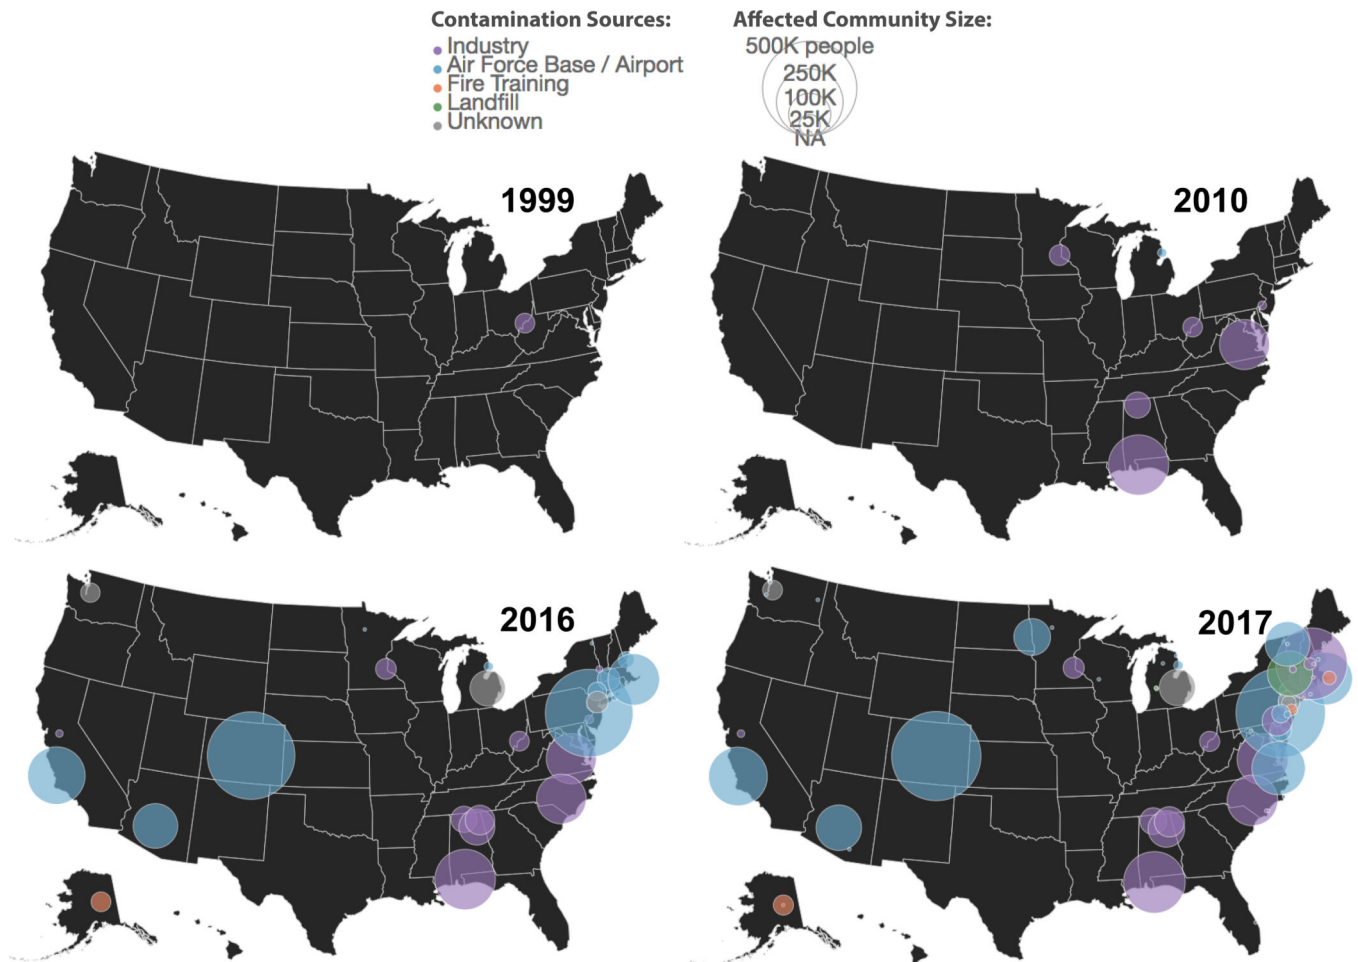 Contamination Sources:
Industry
Air Force Base / Airport
Fire Training
Landfill
Unknown
Affected Community Size:
500K people
250K
100K
25K
NA
1999
2010
2016
2017